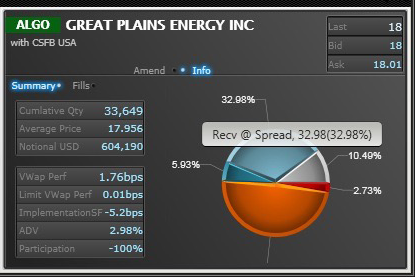 ALGO GREAT PLAINS ENERGY INC
with CSFB USA
Last 18
Bid 18
Ask 18.01
Amend Info
Summary Fills
Cumlative Qty 33,649
Average Price 17.956
Notional USD 604,190
VWap Perf 1.76bps
Limit VWap Perf 0.01bps
ImplementationSF -5.2bps
ADV 2.98%
Participation -100%
32.98%
Recv @ Spread, 32.98(32.98%)
10.49%
5.93%
2.73%